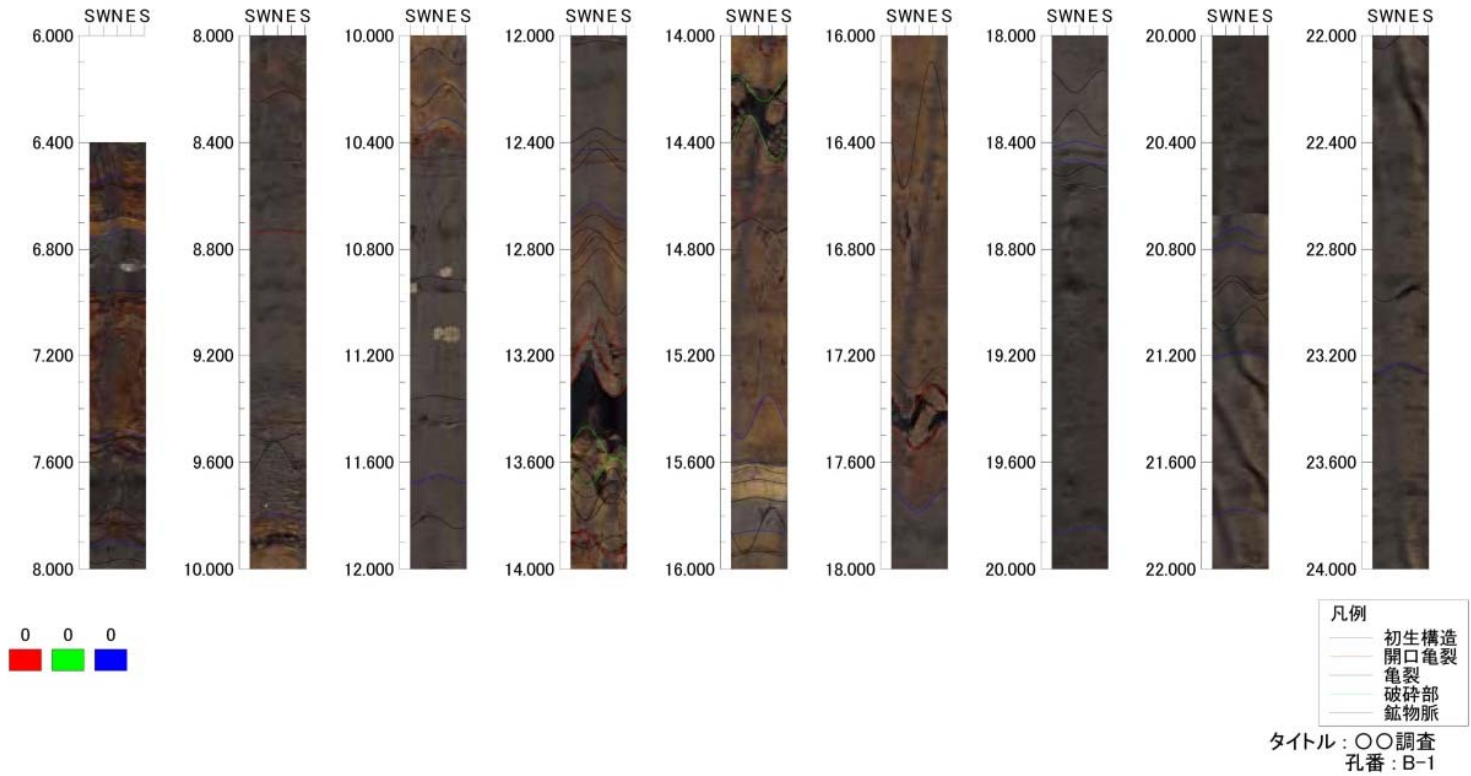 SWNES SWNES SWNES SWNES SWNES SWNES SWNES SWNES SWNES
6.000 8.000 10.000 12.000 14.000 16.000 18.000 20.000 22.000
6.400 8.400 10.400 12.400 14.400 16.400 18.400 20.400 22.400
6.800 8.800 10.800 12.800 14.800 16.800 18.800 20.800 22.800
7.200 9.200 11.200 13.200 15.200 17.200 19.200 21.200 23.200
7.600 9.600 11.600 13.600 15.600 17.600 19.600 21.600 23.600
8.000 10.000 12.000 14.000 16.000 18.000 20.000 22.000 24.000
0 0 0
凡例
初生構造
開口亀裂
亀裂
破砕部
鉱物脈
タイトル : 〇〇調査
孔番 : B-1